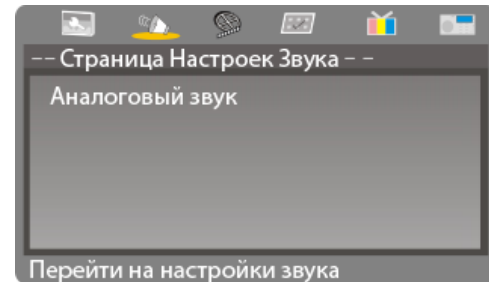 -- Страница Настроек Звука - -
Аналоговый звук
Перейти на настройки звука